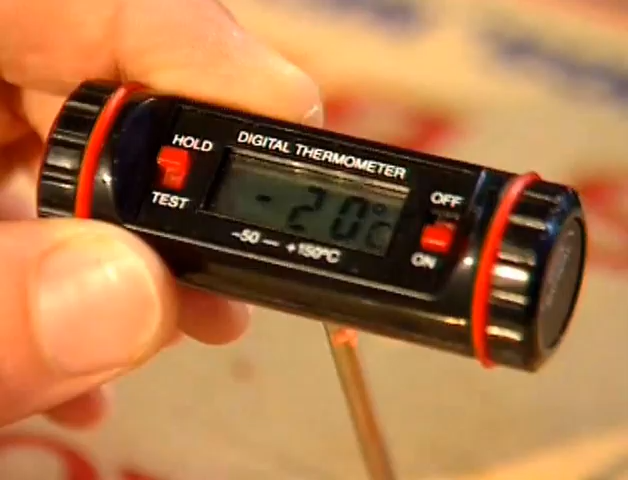 HOLD
DIGITAL THERMOMETER
TEST
-20°C
OFF
-50 — +150°C
ON